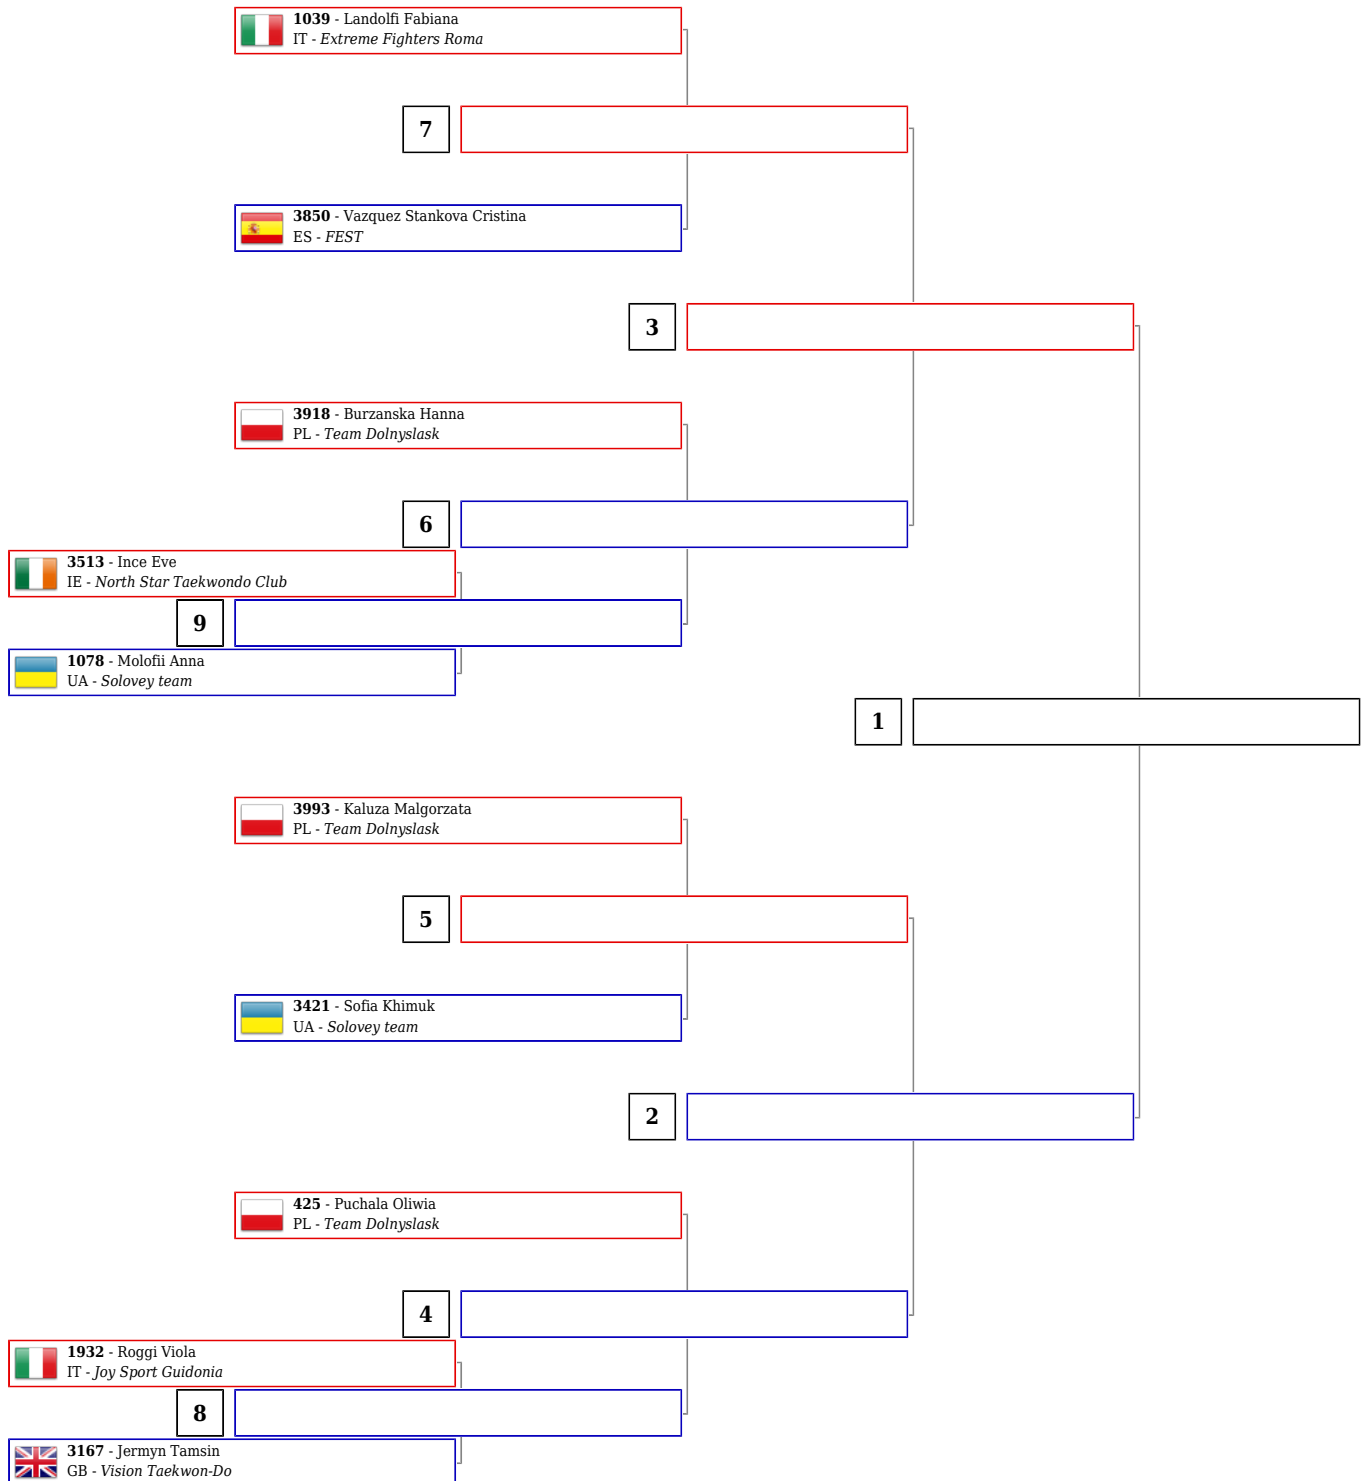 1039 - Landolfi Fabiana
IT - Extreme Fighters Roma
7
3850 - Vazquez Stankova Cristina
ES - FEST
3
3918 - Burzanska Hanna
PL - Team Dolnyslask
6
3513 - Ince Eve
IE - North Star Taekwondo Club
9
1078 - Molofii Anna
UA - Solovey team
1
3993 - Kaluza Malgorzata
PL - Team Dolnyslask
5
3421 - Sofia Khimuk
UA - Solovey team
2
425 - Puchala Oliwia
PL - Team Dolnyslask
4
1932 - Roggi Viola
IT - Joy Sport Guidonia
8
3167 - Jermyn Tamsin
GB - Vision Taekwon-Do